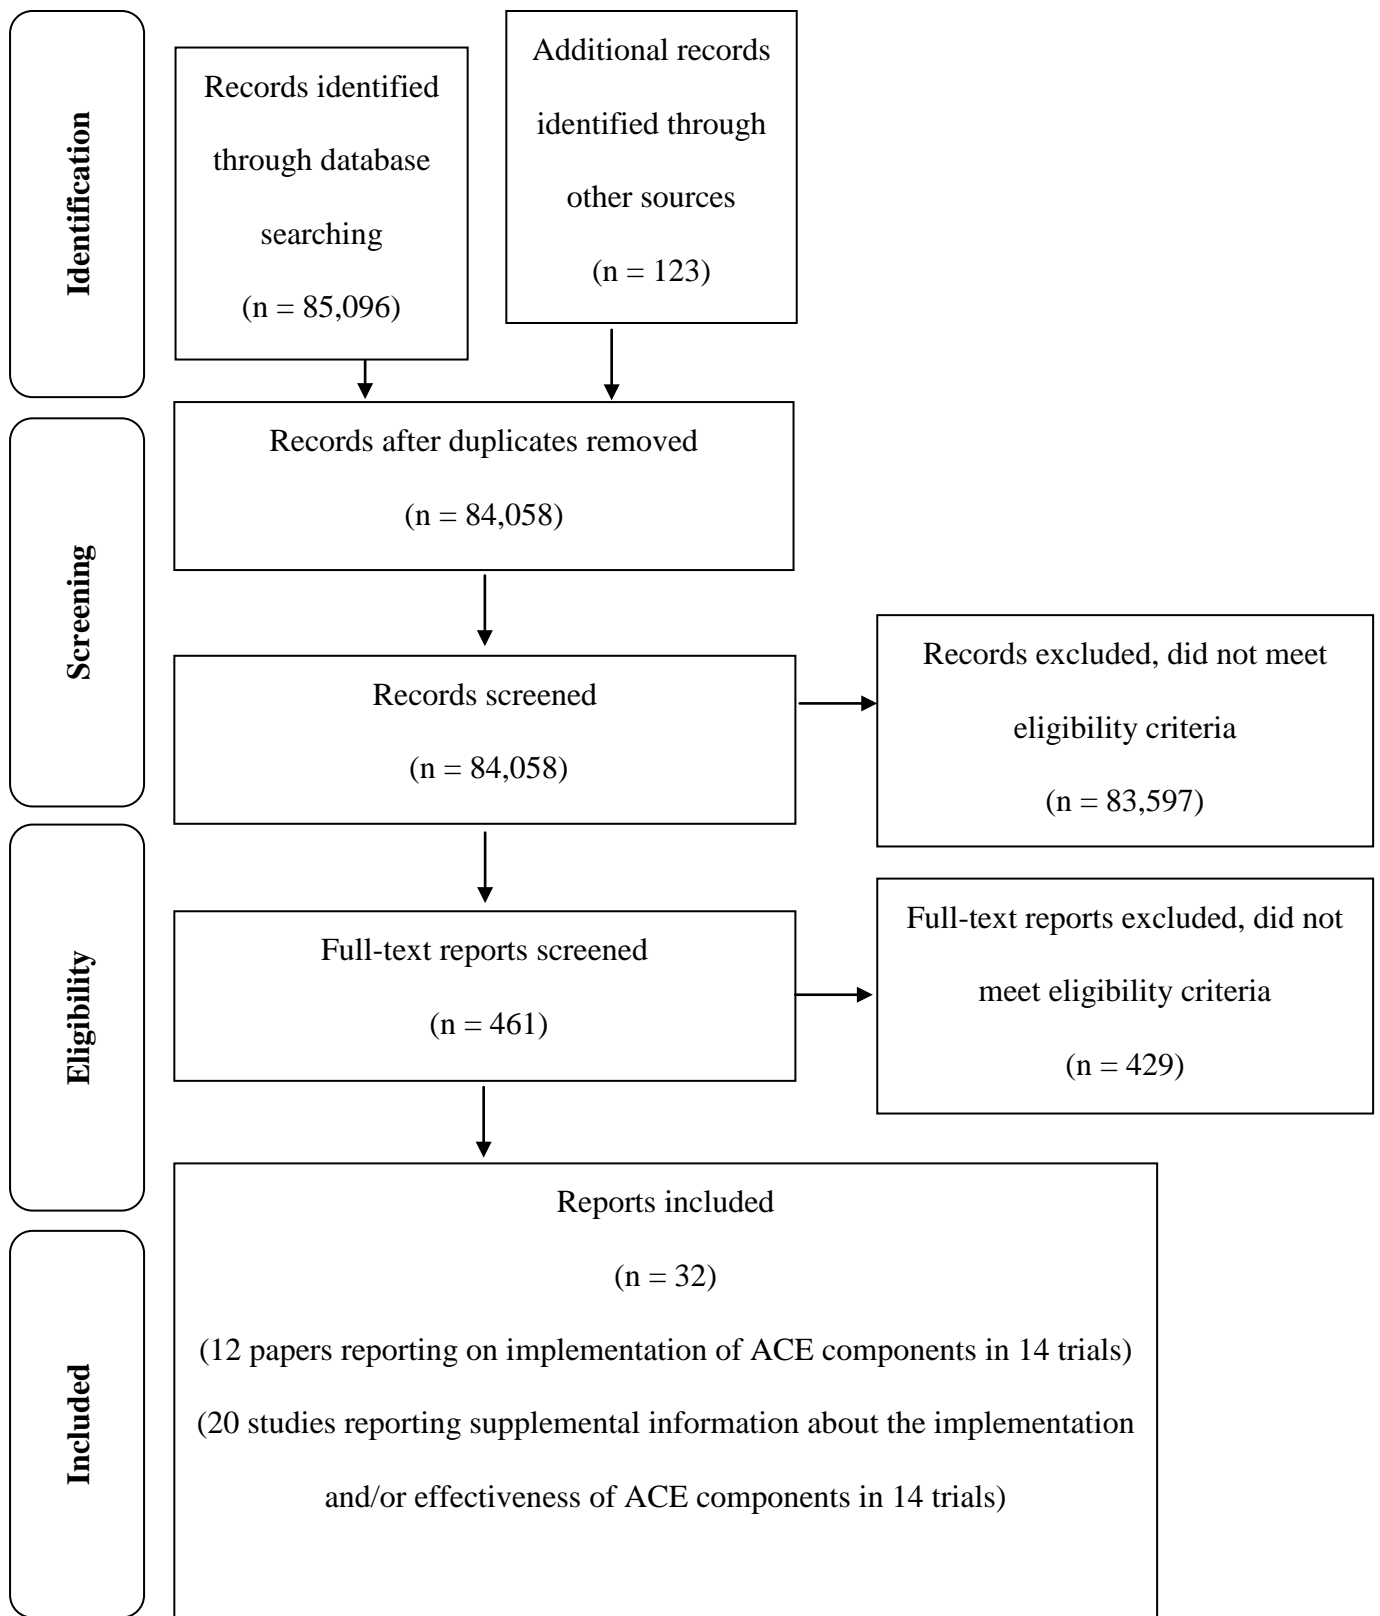 Identification
Records identified
through database
searching
(n = 85,096)
Additional records
identified through
other sources
(n = 123)
Screening
Records after duplicates removed
(n = 84,058)
Records screened
(n = 84,058)
Records excluded, did not meet
eligibility criteria
(n = 83,597)
Eligibility
Full-text reports screened
(n = 461)
Full-text reports excluded, did not
meet eligibility criteria
(n = 429)
Included
Reports included
(n = 32)
(12 papers reporting on implementation of ACE components in 14 trials)
(20 studies reporting supplemental information about the implementation
and/or effectiveness of ACE components in 14 trials)